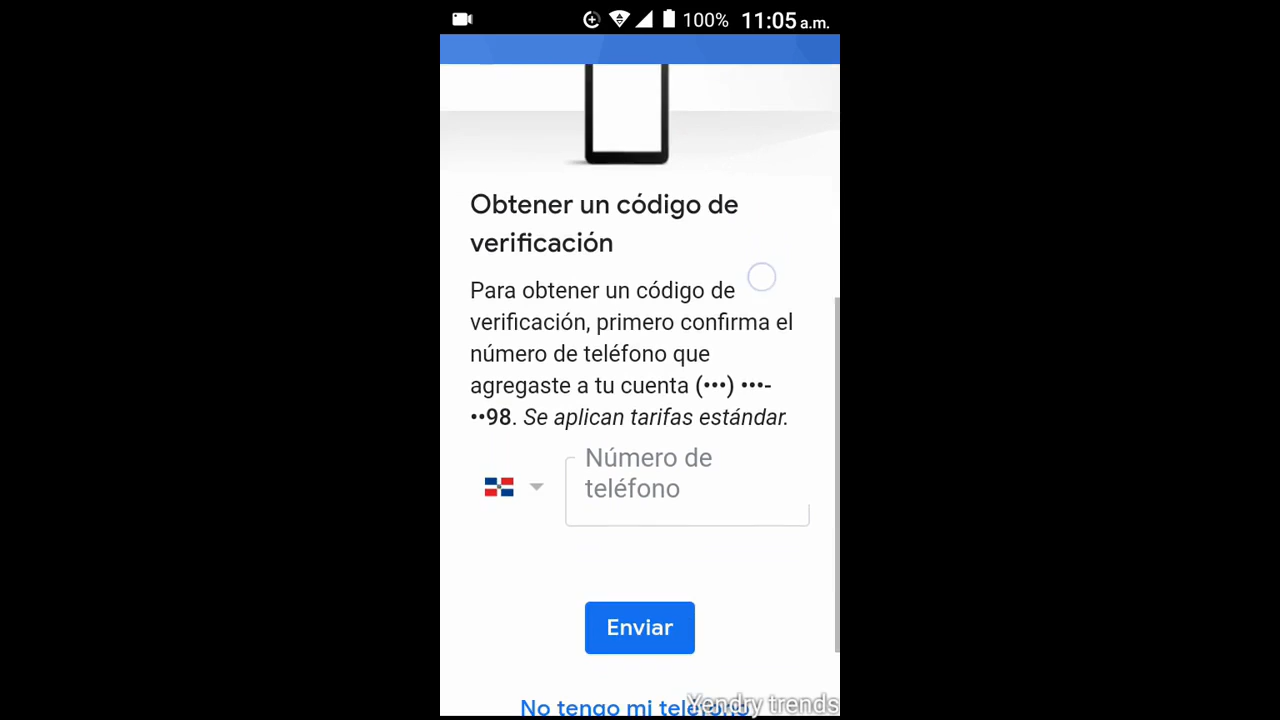 100% 11:05 a.m.
Obtener un código de
verificación
Para obtener un código de
verificación, primero confirma el
número de teléfono que
agregaste a tu cuenta (•••) •••-
••98. Se aplican tarifas estándar.
Número de
teléfono
Enviar
No tengo mi teléfono
Yendry trends